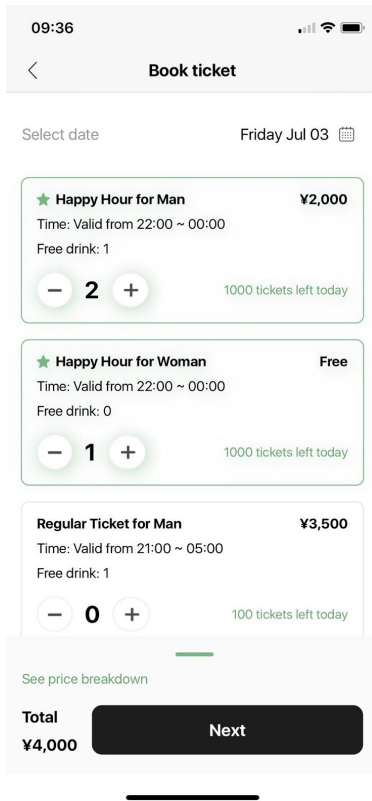 09:36
Book ticket
Select date Friday Jul 03
Happy Hour for Man ¥2,000
Time: Valid from 22:00 ~ 00:00
Free drink: 1
− 2 + 1000 tickets left today
Happy Hour for Woman Free
Time: Valid from 22:00 ~ 00:00
Free drink: 0
− 1 + 1000 tickets left today
Regular Ticket for Man ¥3,500
Time: Valid from 21:00 ~ 05:00
Free drink: 1
− 0 + 100 tickets left today
See price breakdown
Total
¥4,000
Next